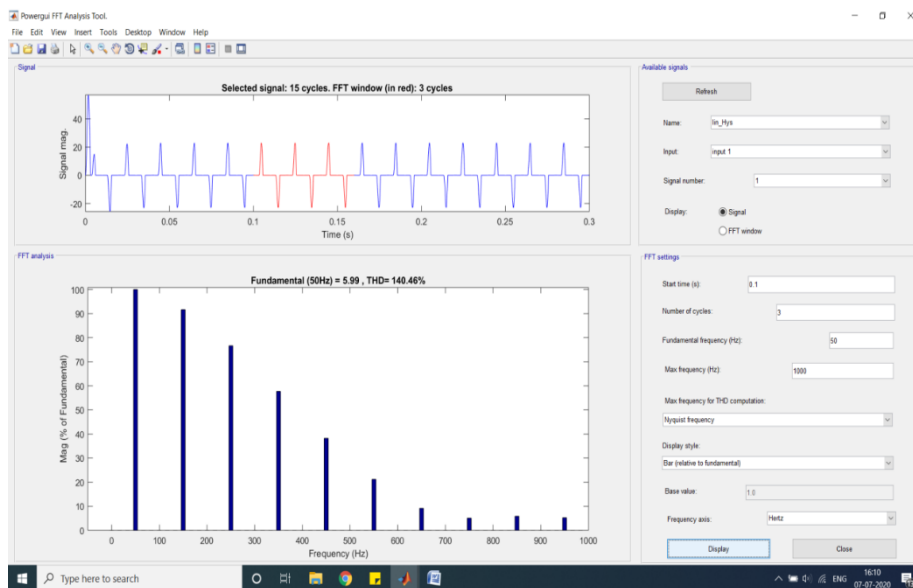 Powergui FFT Analysis Tool.
File Edit View Insert Tools Desktop Window Help
Signal
Selected signal: 15 cycles. FFT window (in red): 3 cycles
Signal mag.
40
20
0
-20
0 0.05 0.1 0.15 0.2 0.25 0.3
Time (s)
FFT analysis
Fundamental (50Hz) = 5.99 , THD= 140.46%
Mag (% of Fundamental)
100
90
80
70
60
50
40
30
20
10
0
0 100 200 300 400 500 600 700 800 900 1000
Frequency (Hz)
Available signals
Refresh
Name: Iin_Hys
Input: input 1
Signal number: 1
Display: Signal
FFT window
FFT settings
Start time (s): 0.1
Number of cycles: 3
Fundamental frequency (Hz): 50
Max frequency (Hz): 1000
Max frequency for THD computation:
Nyquist frequency
Display style:
Bar (relative to fundamental)
Base value: 1.0
Frequency axis: Hertz
Display Close
Type here to search
ENG
16:10
07-07-2020